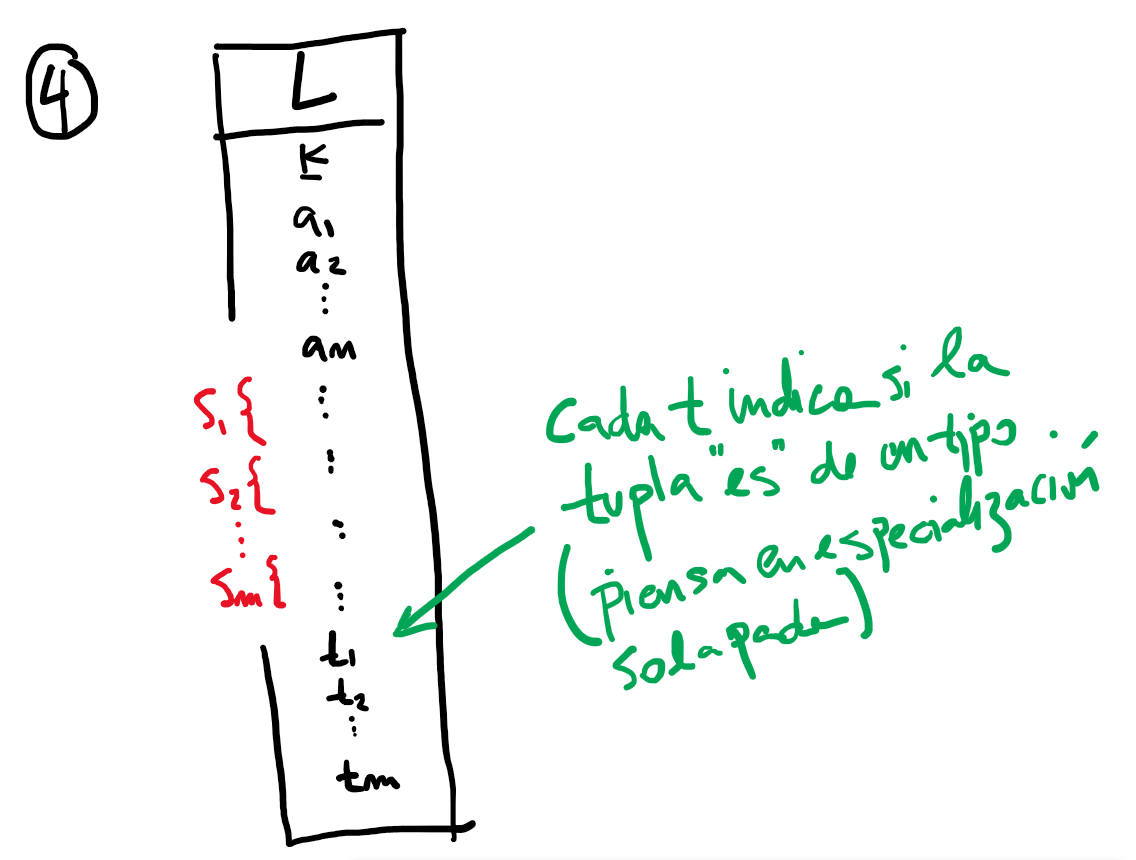 4
L
K
a1
a2
⋮
am
S1{ ⋮
S2{ ⋮
⋮ ⋮
Sm{ ⋮
t1
t2
⋮
tm
Cada t indica si la
tupla "es" de un tipo
(piensa en especialización
solapada)